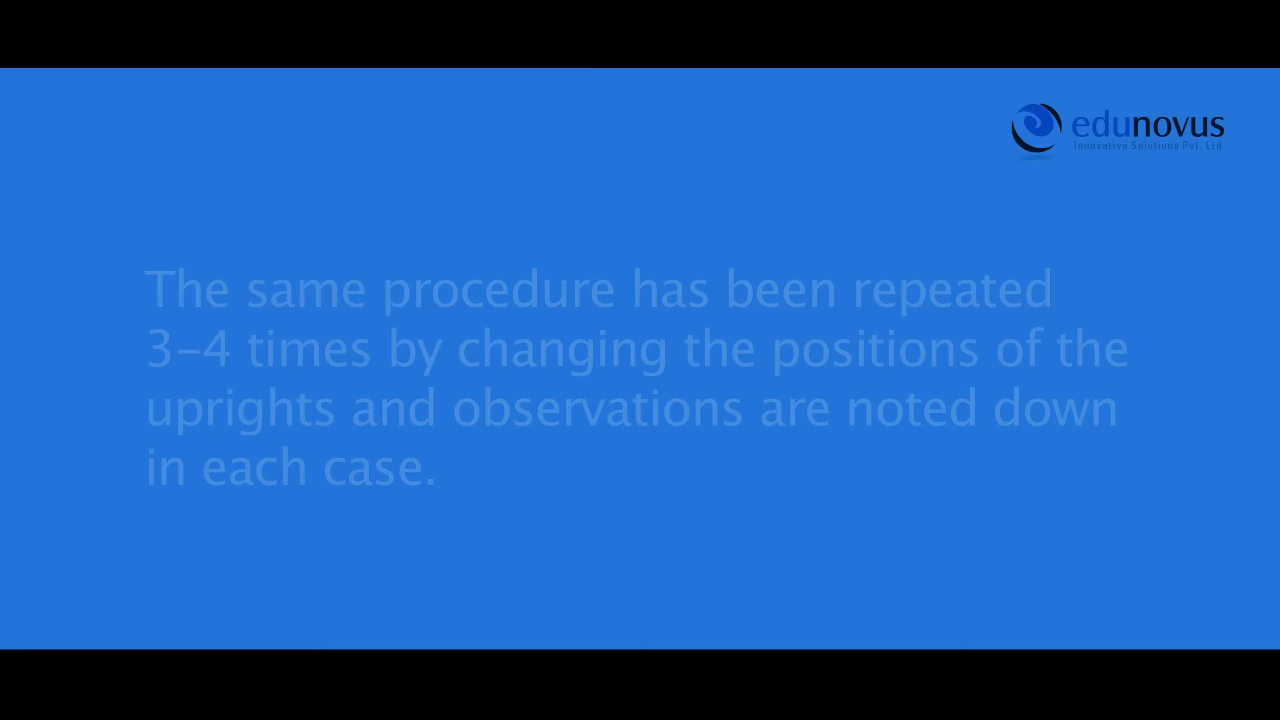 edunovus
Innovative Solutions Pvt. Ltd
The same procedure has been repeated
3-4 times by changing the positions of the
uprights and observations are noted down
in each case.